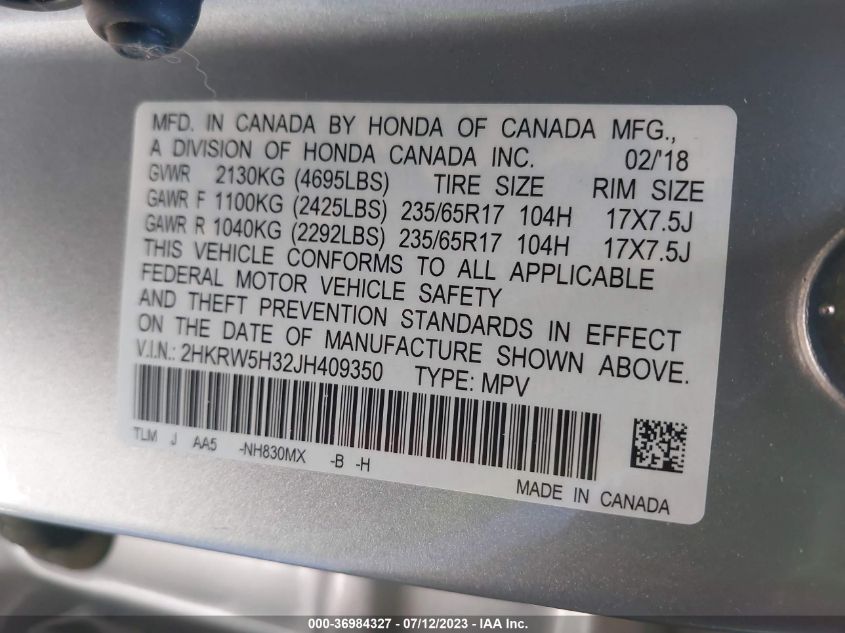 MFD. IN CANADA BY HONDA OF CANADA MFG.,
A DIVISION OF HONDA CANADA INC. 02/'18
GVWR 2130KG (4695LBS) TIRE SIZE RIM SIZE
GAWR F 1100KG (2425LBS) 235/65R17 104H 17X7.5J
GAWR R 1040KG (2292LBS) 235/65R17 104H 17X7.5J
THIS VEHICLE CONFORMS TO ALL APPLICABLE
FEDERAL MOTOR VEHICLE SAFETY
AND THEFT PREVENTION STANDARDS IN EFFECT
ON THE DATE OF MANUFACTURE SHOWN ABOVE.
V.I.N.: 2HKRW5H32JH409350 TYPE: MPV
TLM J AA5 -NH830MX -B -H
MADE IN CANADA
000-36984327 / 07/12/2023 - IAA Inc.